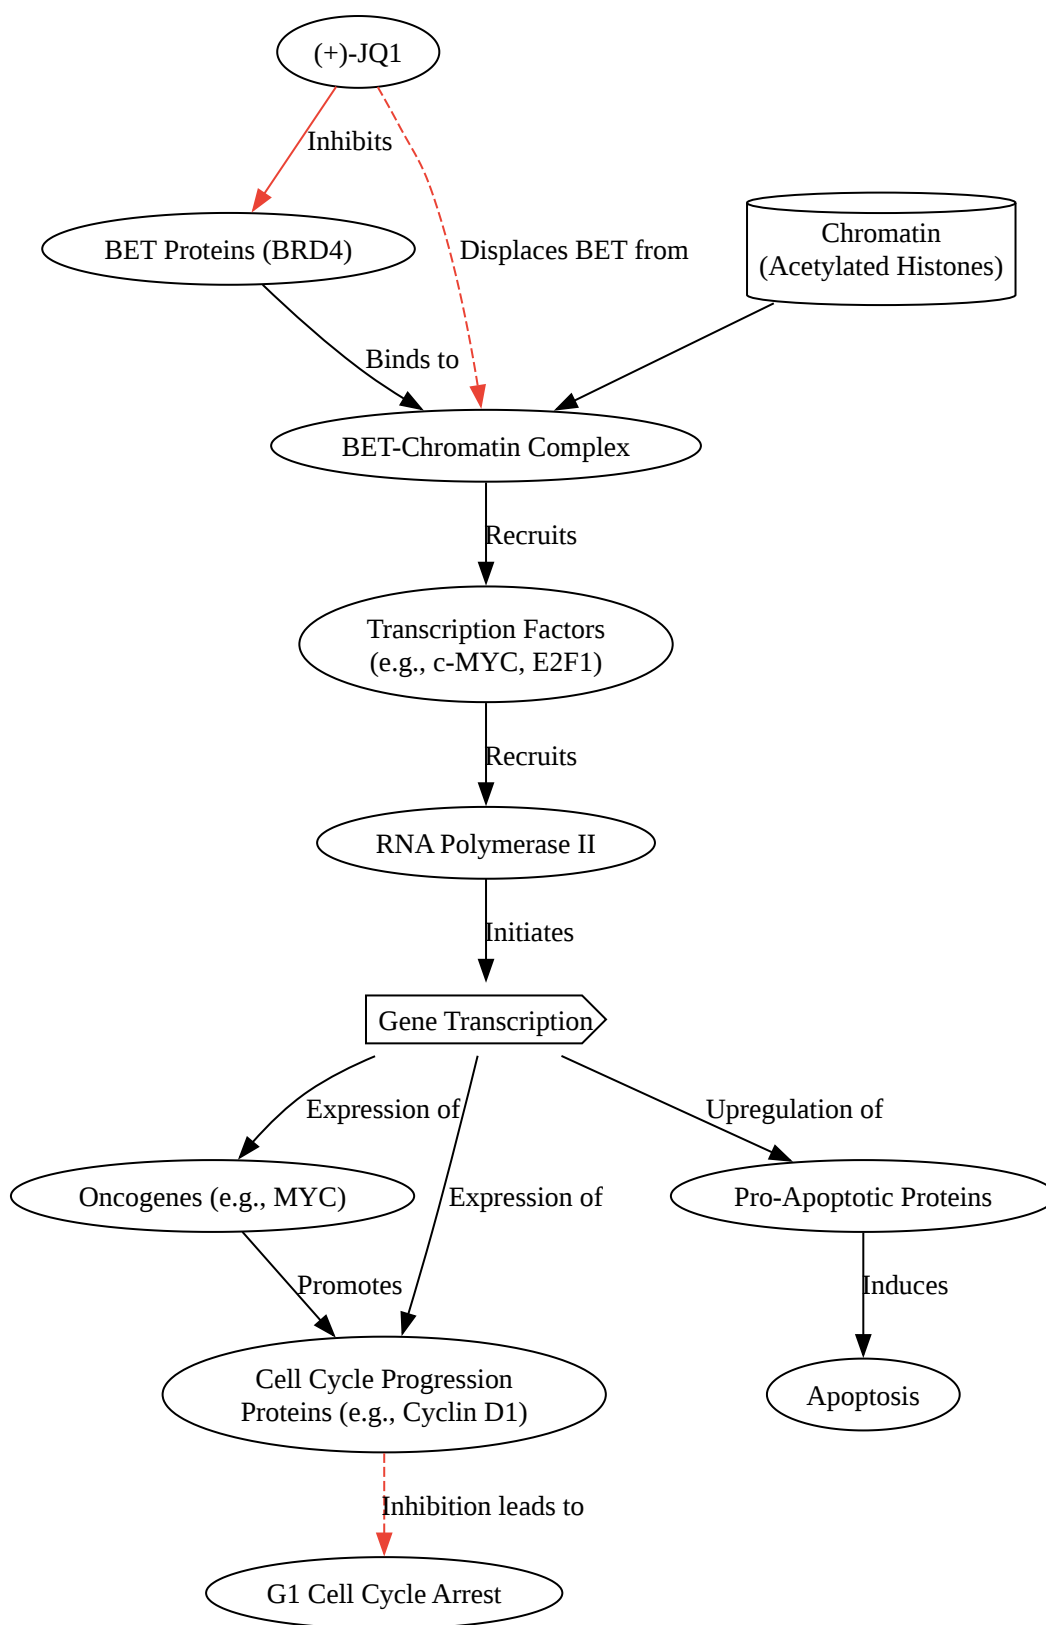 (+)-JQ1
Inhibits
BET Proteins (BRD4)
Displaces BET from
Chromatin
(Acetylated Histones)
Binds to
BET-Chromatin Complex
Recruits
Transcription Factors
(e.g., c-MYC, E2F1)
Recruits
RNA Polymerase II
Initiates
Gene Transcription
Expression of
Upregulation of
Oncogenes (e.g., MYC)
Expression of
Pro-Apoptotic Proteins
Promotes
Induces
Cell Cycle Progression
Proteins (e.g., Cyclin D1)
Apoptosis
Inhibition leads to
G1 Cell Cycle Arrest